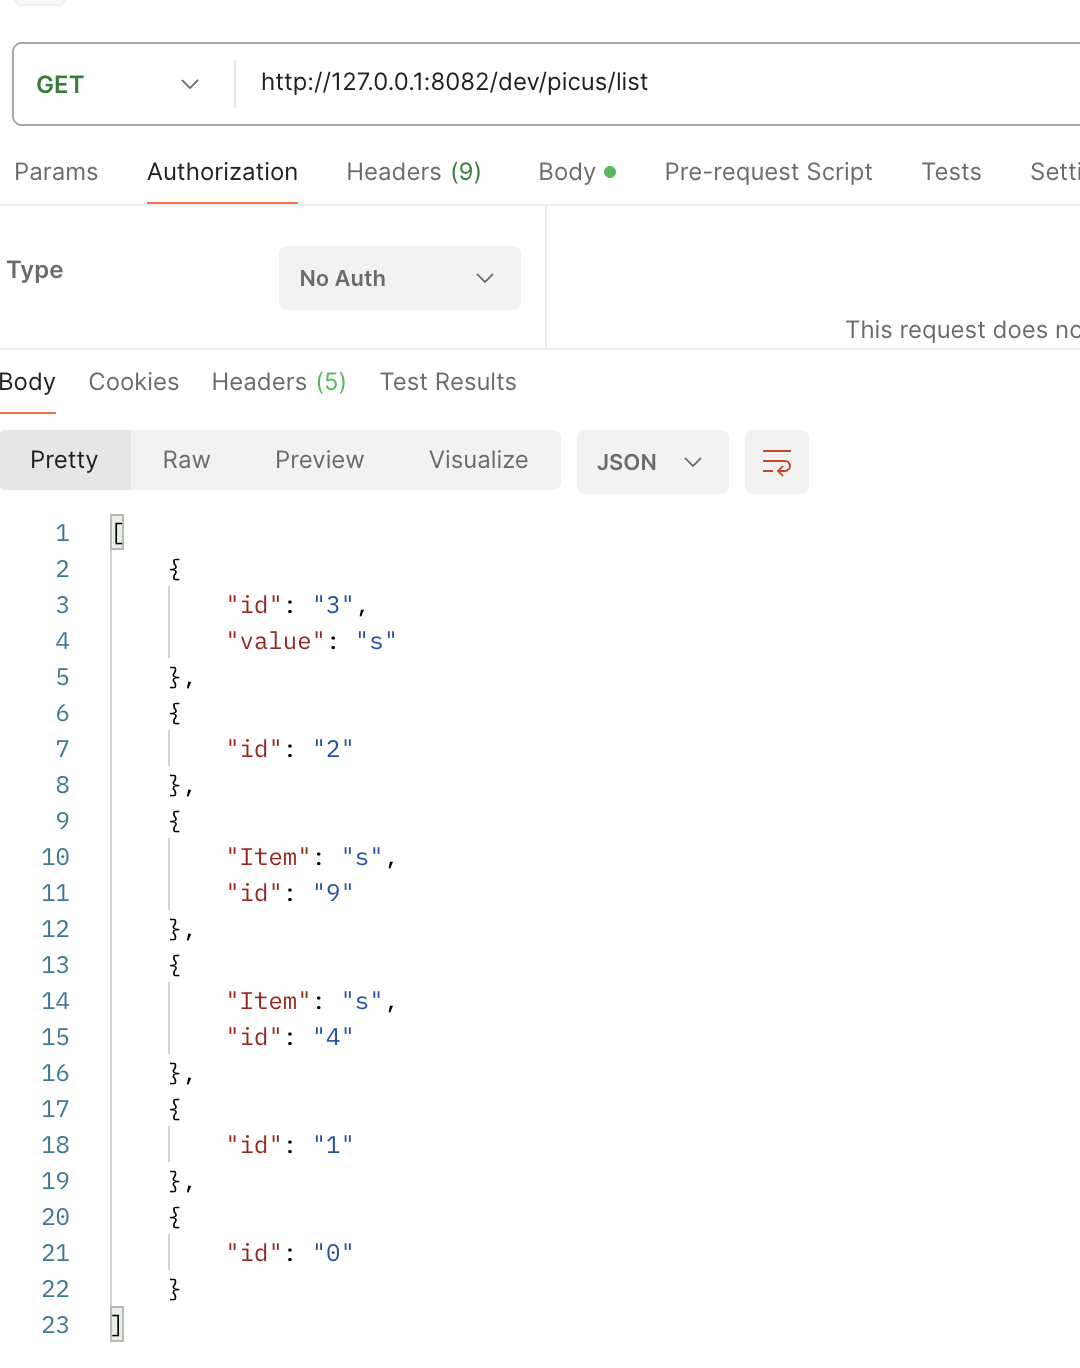 GET http://127.0.0.1:8082/dev/picus/list
Params Authorization Headers (9) Body Pre-request Script Tests Setti
Type No Auth
This request does no
Body Cookies Headers (5) Test Results
Pretty Raw Preview Visualize JSON
1 [
2 {
3 "id": "3",
4 "value": "s"
5 },
6 {
7 "id": "2"
8 },
9 {
10 "Item": "s",
11 "id": "9"
12 },
13 {
14 "Item": "s",
15 "id": "4"
16 },
17 {
18 "id": "1"
19 },
20 {
21 "id": "0"
22 }
23 ]